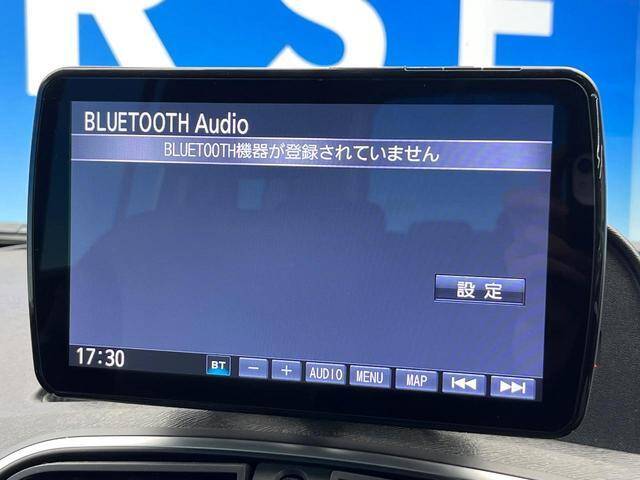 RSE
BLUETOOTH Audio
BLUETOOTH機器が登録されていません
設定
17:30 BT － ＋ AUDIO MENU MAP